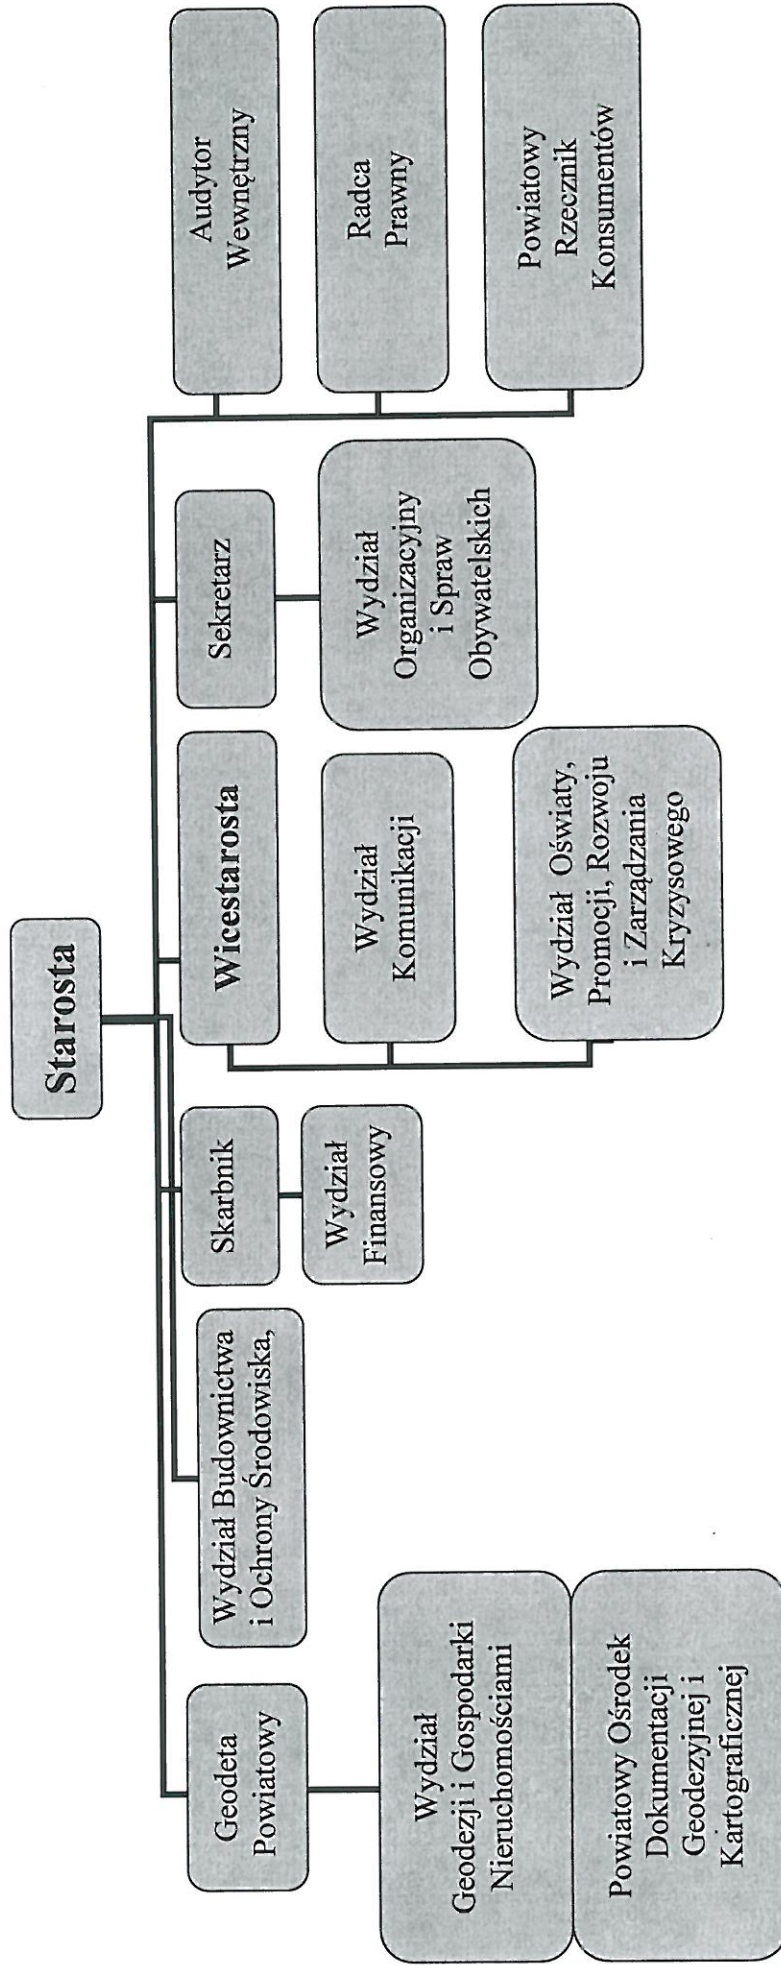 Starosta
Geodeta
Powiatowy
Wydział
Geodezji i Gospodarki
Nieruchomościami
Powiatowy Ośrodek
Dokumentacji
Geodezyjnej i
Kartograficznej
Wydział Budownictwa
i Ochrony Środowiska,
Skarbnik
Wydział
Finansowy
Wicestarosta
Wydział
Komunikacji
Wydział Oświaty,
Promocji, Rozwoju
i Zarządzania
Kryzysowego
Sekretarz
Wydział
Organizacyjny
i Spraw
Obywatelskich
Audytor
Wewnętrzny
Radca
Prawny
Powiatowy
Rzecznik
Konsumentów